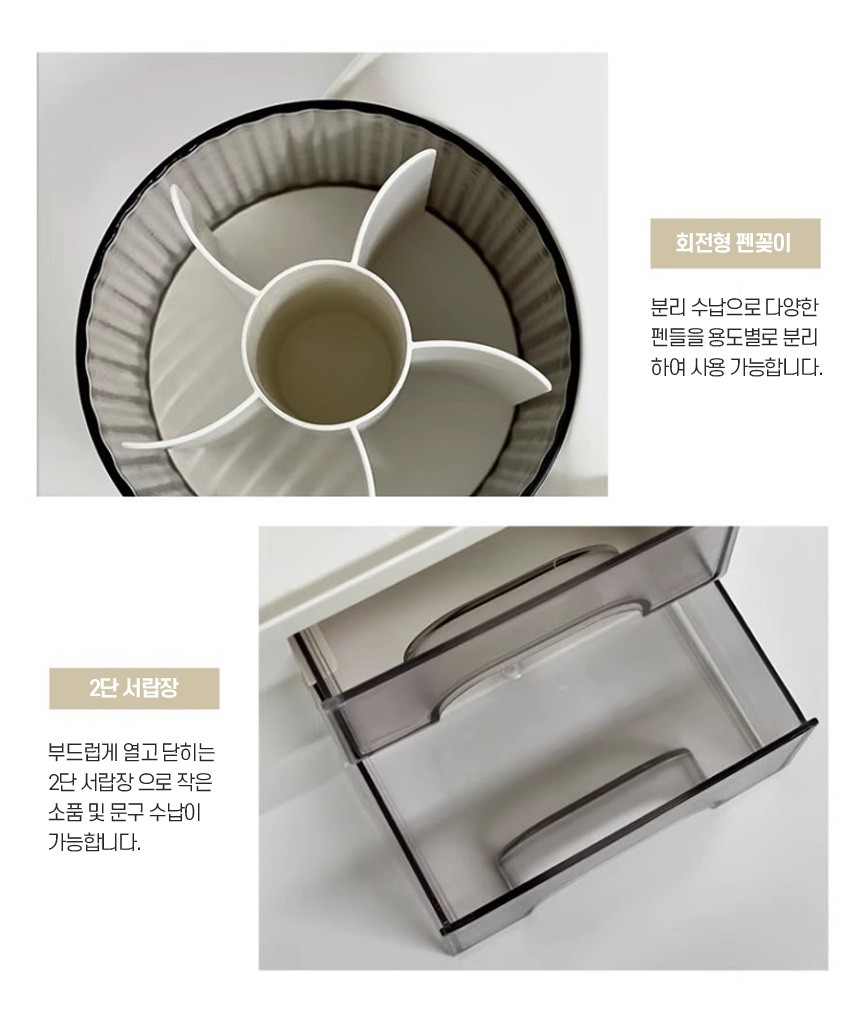 회전형 펜꽂이
분리 수납으로 다양한
펜들을 용도별로 분리
하여 사용 가능합니다.
2단 서랍장
부드럽게 열고 닫히는
2단 서랍장 으로 작은
소품 및 문구 수납이
가능합니다.